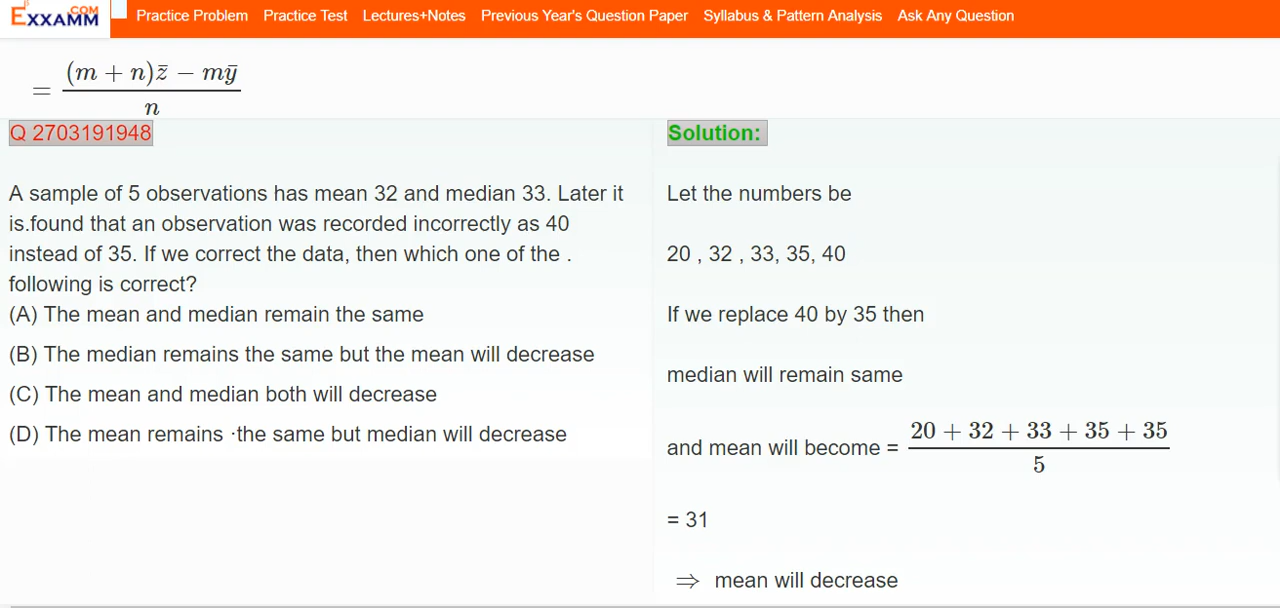 EXXAMM.COM Practice Problem Practice Test Lectures+Notes Previous Year's Question Paper Syllabus & Pattern Analysis Ask Any Question
= \frac{(m + n)z̄ − mȳ}{n}
Q 2703191948
A sample of 5 observations has mean 32 and median 33. Later it
is.found that an observation was recorded incorrectly as 40
instead of 35. If we correct the data, then which one of the .
following is correct?
(A) The mean and median remain the same
(B) The median remains the same but the mean will decrease
(C) The mean and median both will decrease
(D) The mean remains ·the same but median will decrease
Solution:
Let the numbers be
20 , 32 , 33, 35, 40
If we replace 40 by 35 then
median will remain same
and mean will become = \frac{20 + 32 + 33 + 35 + 35}{5}
= 31
⇒ mean will decrease